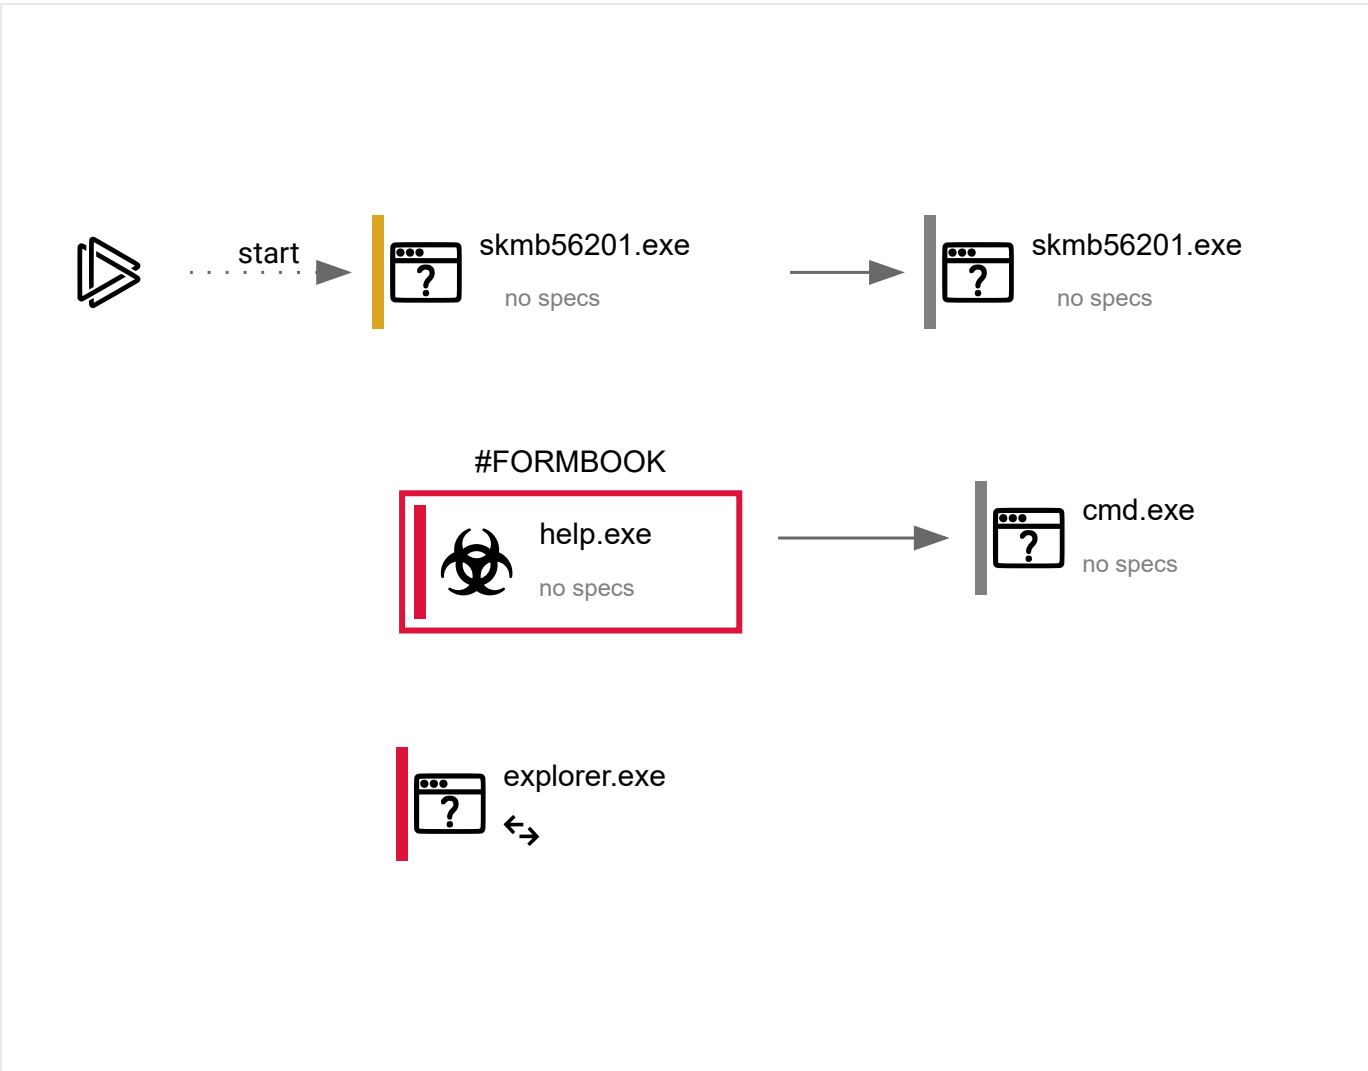 start
skmb56201.exe
no specs
skmb56201.exe
no specs
#FORMBOOK
help.exe
no specs
cmd.exe
no specs
explorer.exe